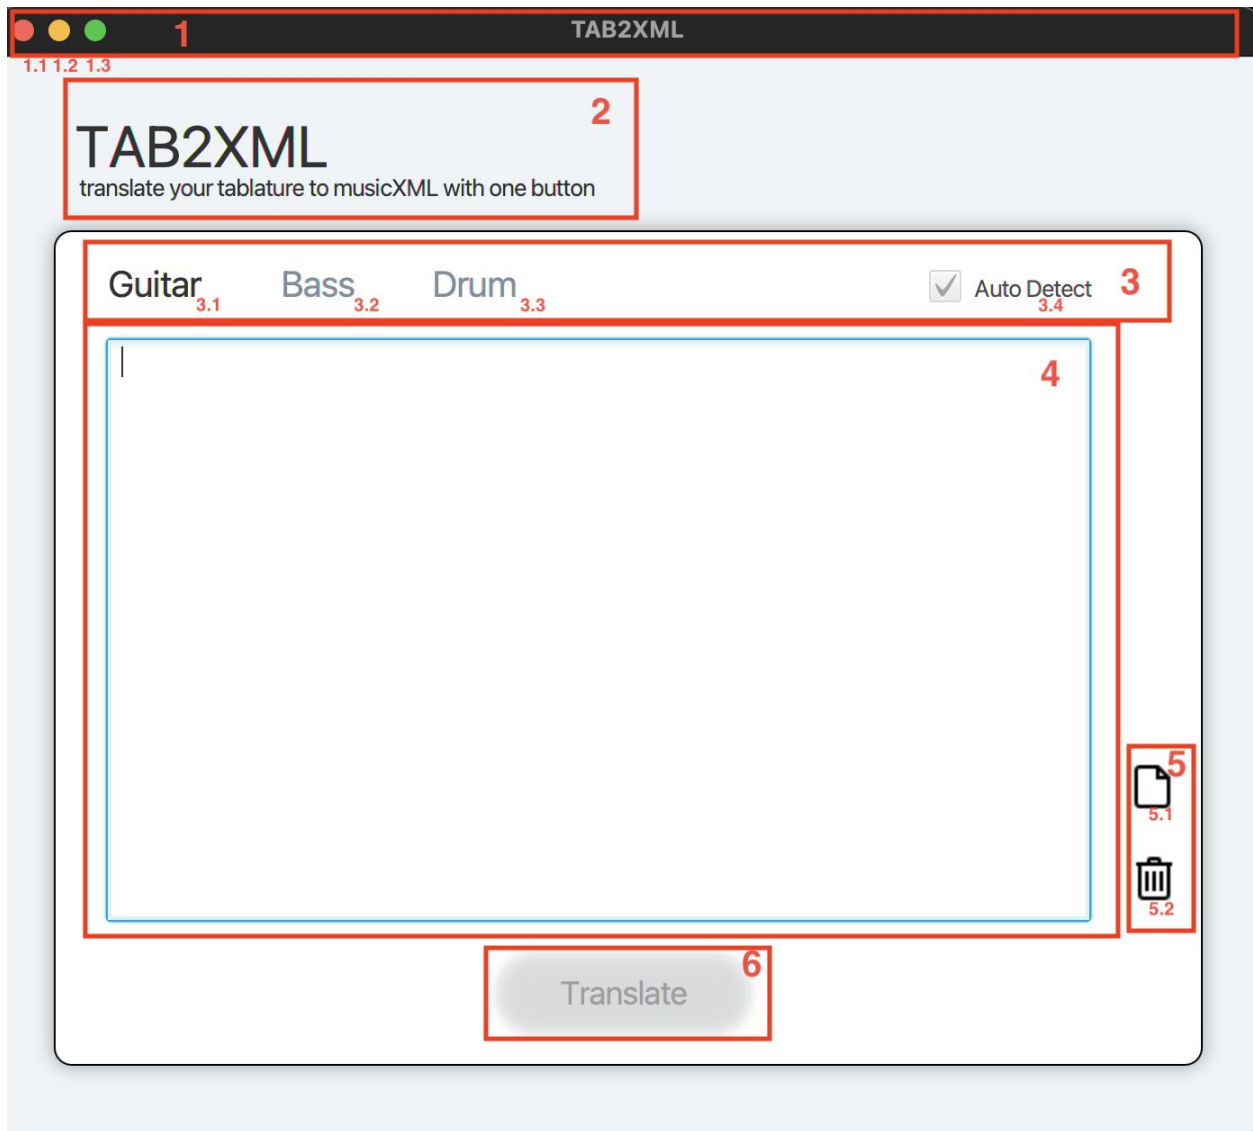 1 TAB2XML
1.1 1.2 1.3
2
TAB2XML
translate your tablature to musicXML with one button
Guitar Bass Drum Auto Detect 3
3.1 3.2 3.3 3.4
4
5
5.1
5.2
6
Translate